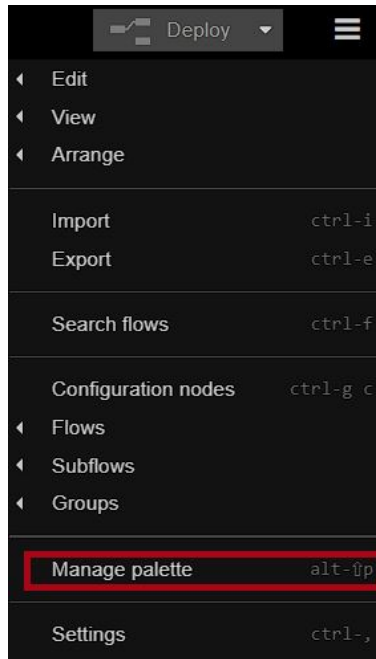 Deploy
Edit
View
Arrange
Import ctrl-i
Export ctrl-e
Search flows ctrl-f
Configuration nodes ctrl-g c
Flows
Subflows
Groups
Manage palette alt-⇧p
Settings ctrl-,